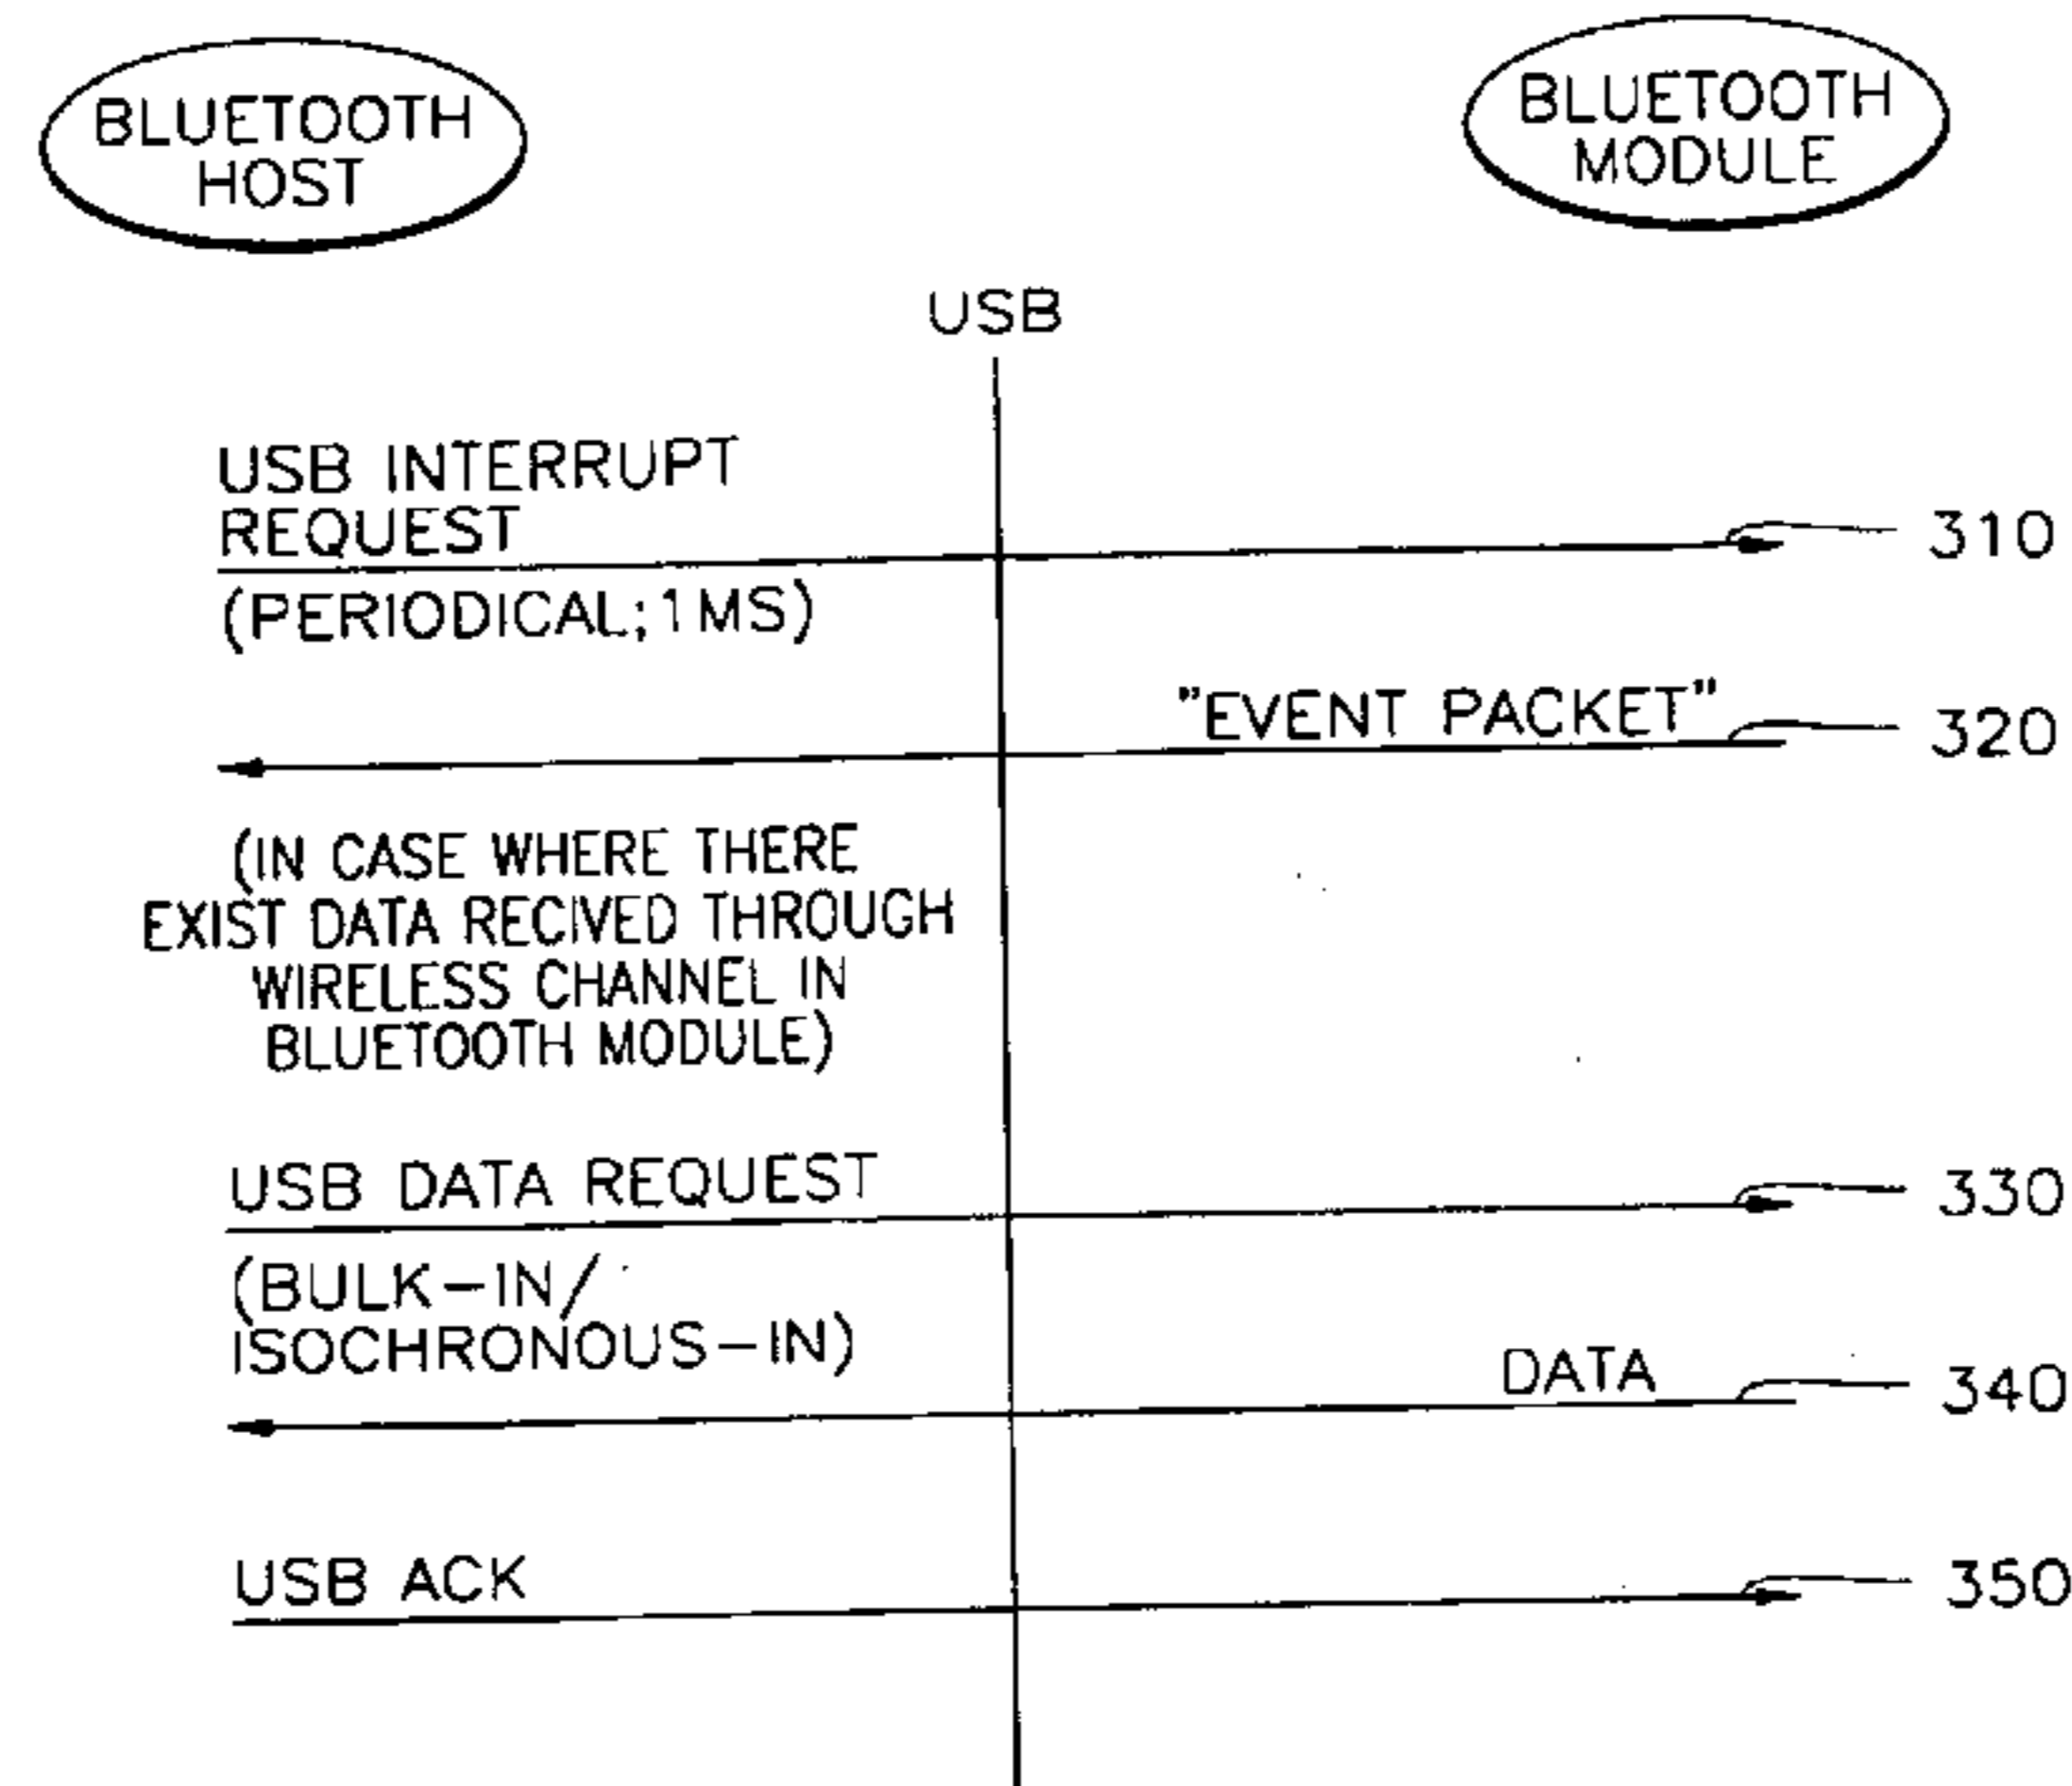 BLUETOOTH
HOST
BLUETOOTH
MODULE
USB
USB INTERRUPT
REQUEST
310
(PERIODICAL;1MS)
"EVENT PACKET"
320
(IN CASE WHERE THERE
EXIST DATA RECIVED THROUGH
WIRELESS CHANNEL IN
BLUETOOTH MODULE)
USB DATA REQUEST
330
(BULK-IN/
ISOCHRONOUS-IN)
DATA
340
USB ACK
350